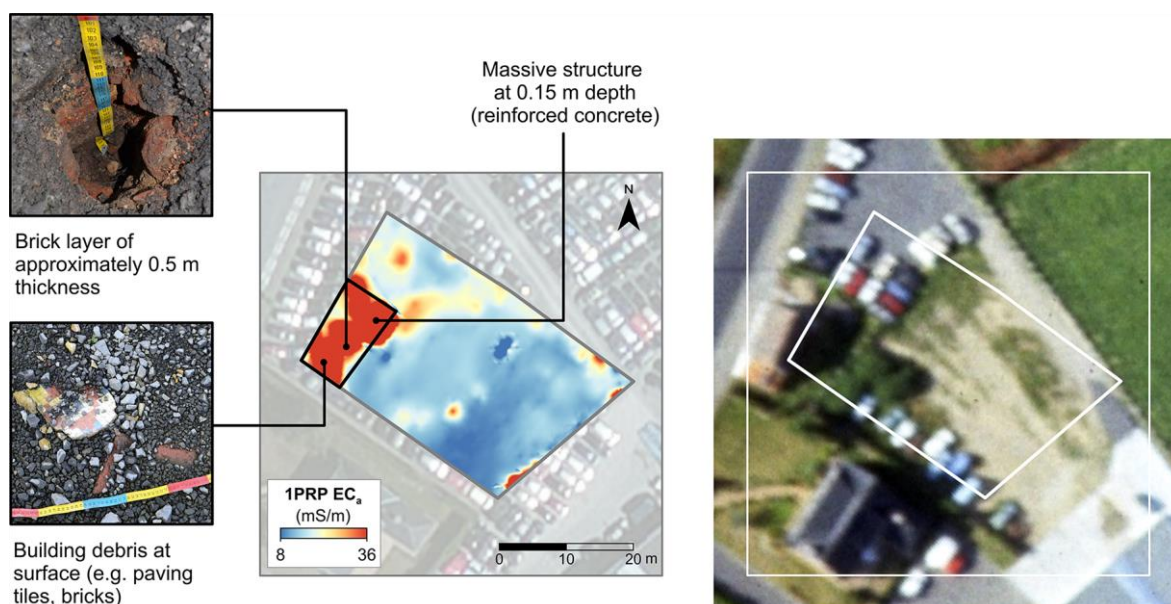 Brick layer of
approximately 0.5 m
thickness
Building debris at
surface (e.g. paving
tiles, bricks)
Massive structure
at 0.15 m depth
(reinforced concrete)
N
1PRP ECa
(mS/m)
8 36
0 10 20 m